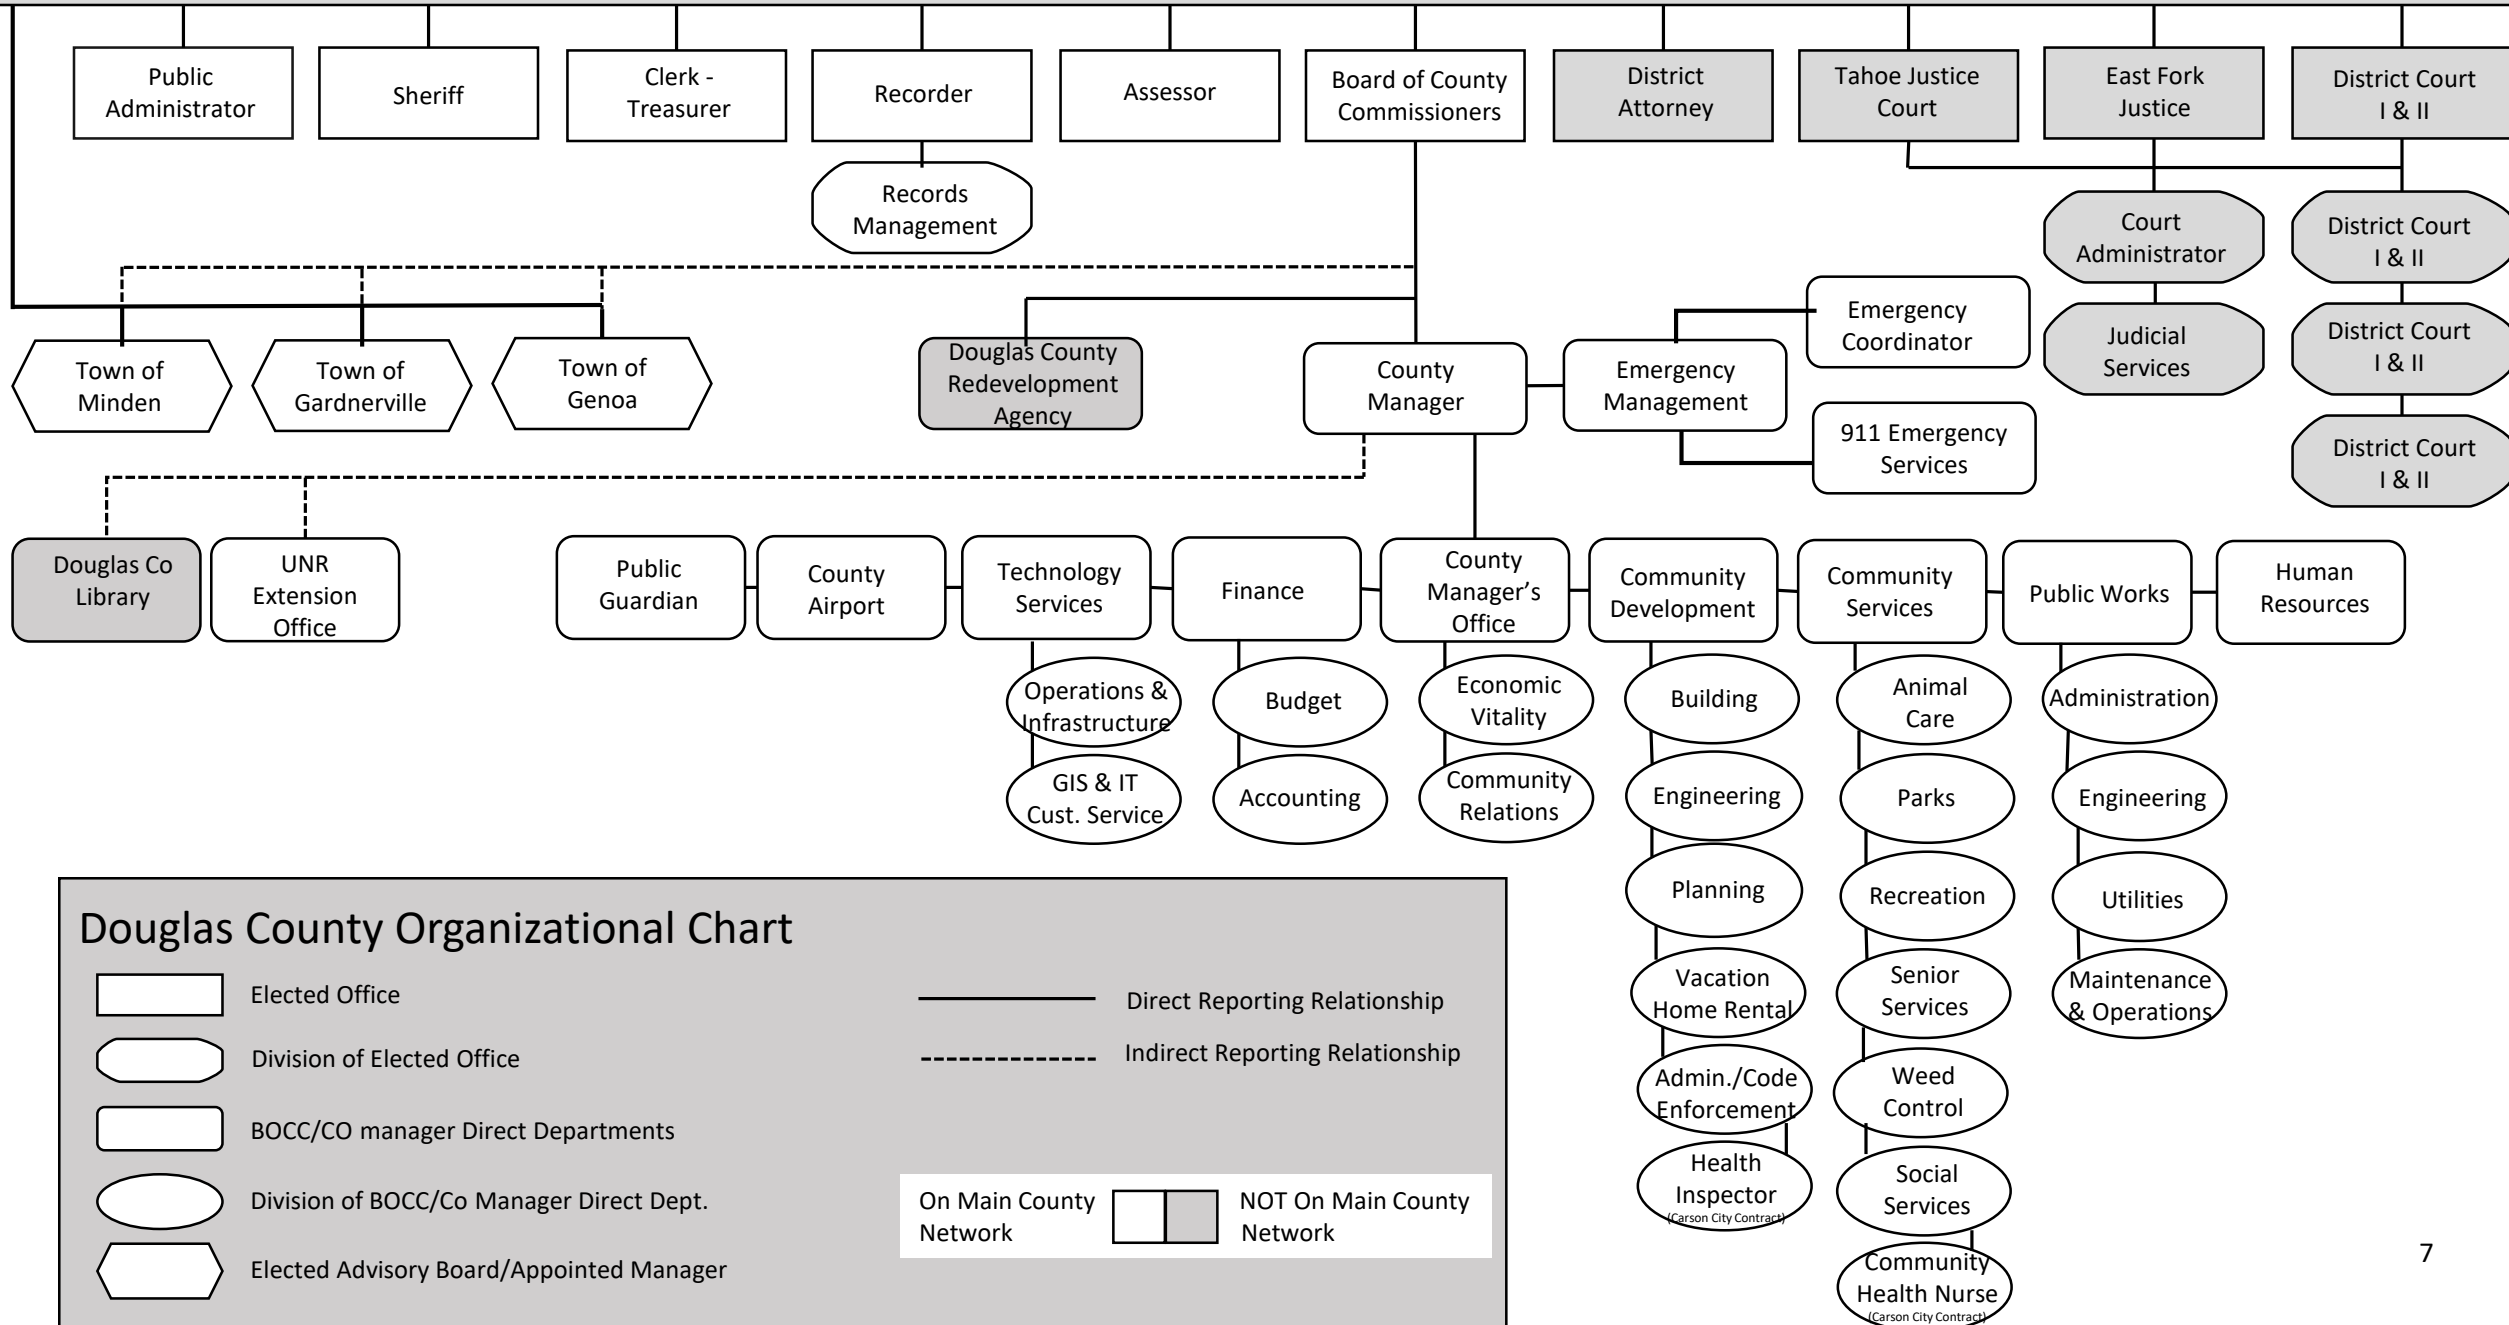 Public
Administrator
Sheriff
Clerk -
Treasurer
Recorder
Assessor
Board of County
Commissioners
District
Attorney
Tahoe Justice
Court
East Fork
Justice
District Court
I & II
Records
Management
Court
Administrator
District Court
I & II
Emergency
Coordinator
Judicial
Services
District Court
I & II
Town of
Minden
Town of
Gardnerville
Town of
Genoa
Douglas County
Redevelopment
Agency
County
Manager
Emergency
Management
911 Emergency
Services
District Court
I & II
Douglas Co
Library
UNR
Extension
Office
Public
Guardian
County
Airport
Technology
Services
Finance
County
Manager’s
Office
Community
Development
Community
Services
Public Works
Human
Resources
Operations &
Infrastructure
GIS & IT
Cust. Service
Budget
Accounting
Economic
Vitality
Community
Relations
Building
Engineering
Planning
Vacation
Home Rental
Admin./Code
Enforcement
Health
Inspector
(Carson City Contract)
Animal
Care
Parks
Recreation
Senior
Services
Weed
Control
Social
Services
Community
Health Nurse
(Carson City Contract)
Administration
Engineering
Utilities
Maintenance
& Operations
Douglas County Organizational Chart
Elected Office
Division of Elected Office
BOCC/CO manager Direct Departments
Division of BOCC/Co Manager Direct Dept.
Elected Advisory Board/Appointed Manager
Direct Reporting Relationship
Indirect Reporting Relationship
On Main County
Network
NOT On Main County
Network
7